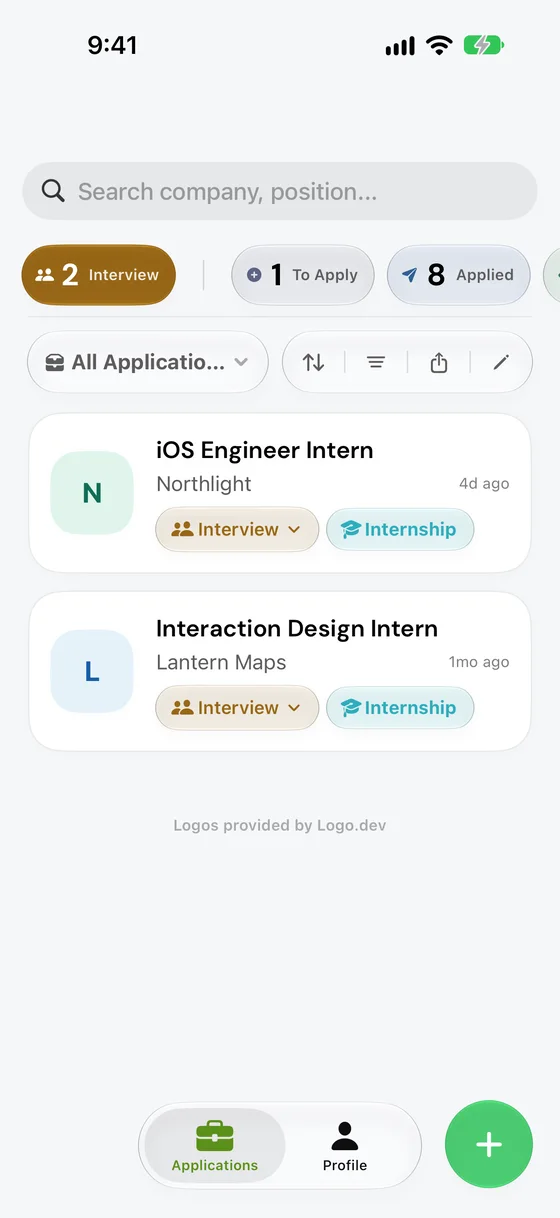 9:41
Search company, position...
2 Interview
1 To Apply
8 Applied
All Applicatio...
iOS Engineer Intern
N
Northlight
4d ago
Interview
Internship
Interaction Design Intern
L
Lantern Maps
1mo ago
Interview
Internship
Logos provided by Logo.dev
Applications
Profile